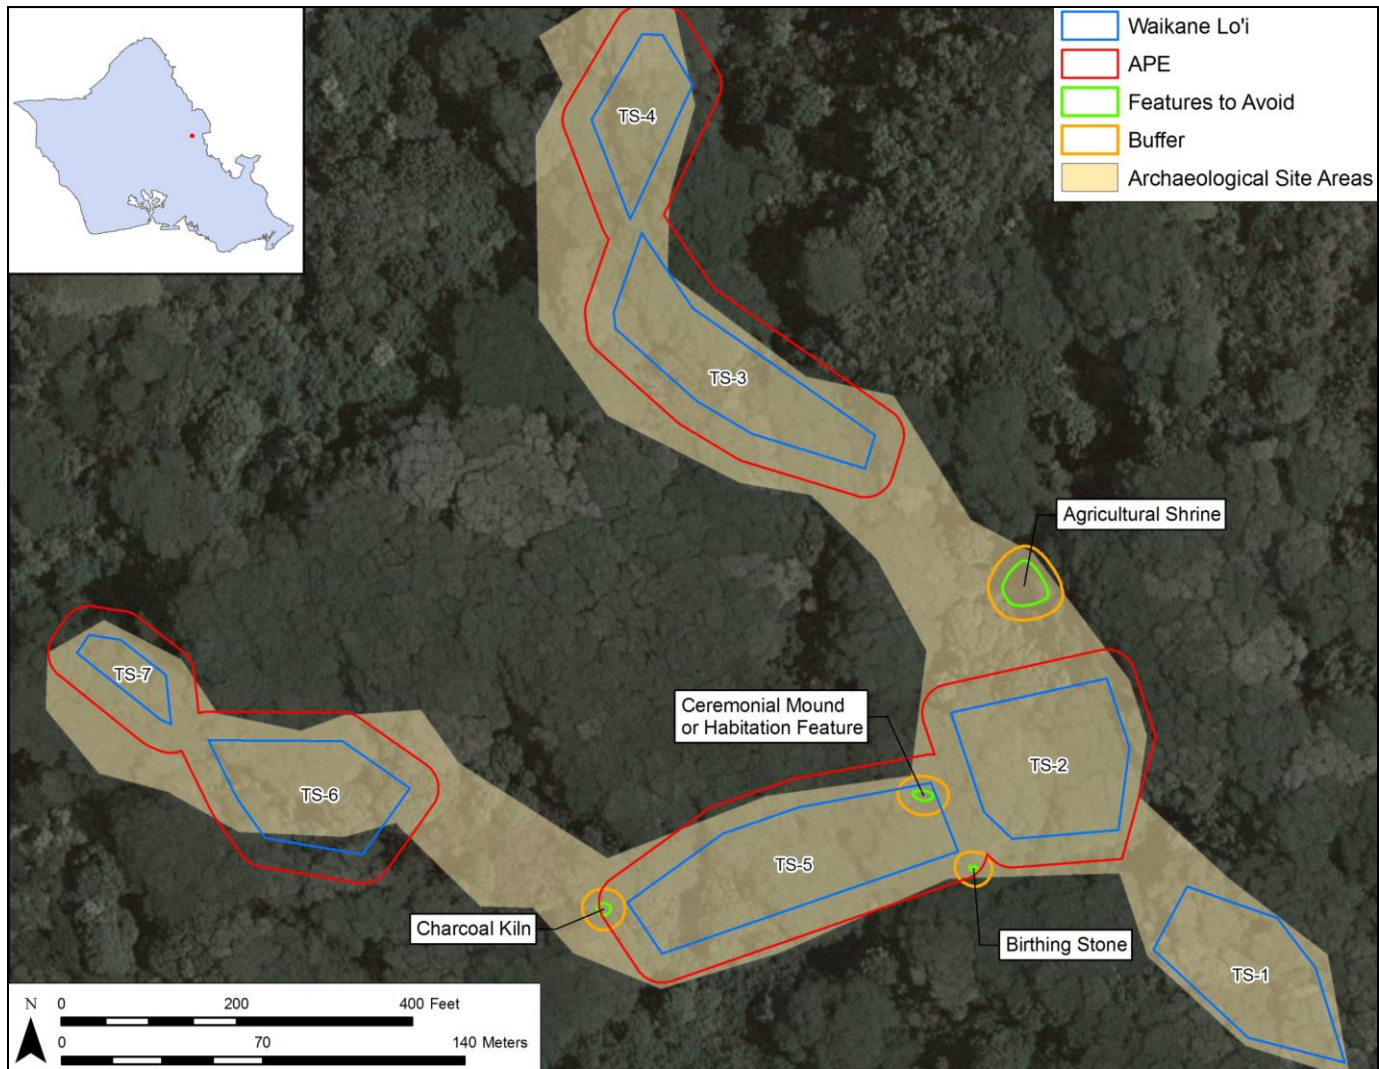 Waikane Lo'i
APE
Features to Avoid
Buffer
Archaeological Site Areas
TS-4
TS-3
Agricultural Shrine
TS-7
Ceremonial Mound
or Habitation Feature
TS-2
TS-6
TS-5
Charcoal Kiln
Birthing Stone
TS-1
N
0 200 400 Feet
0 70 140 Meters